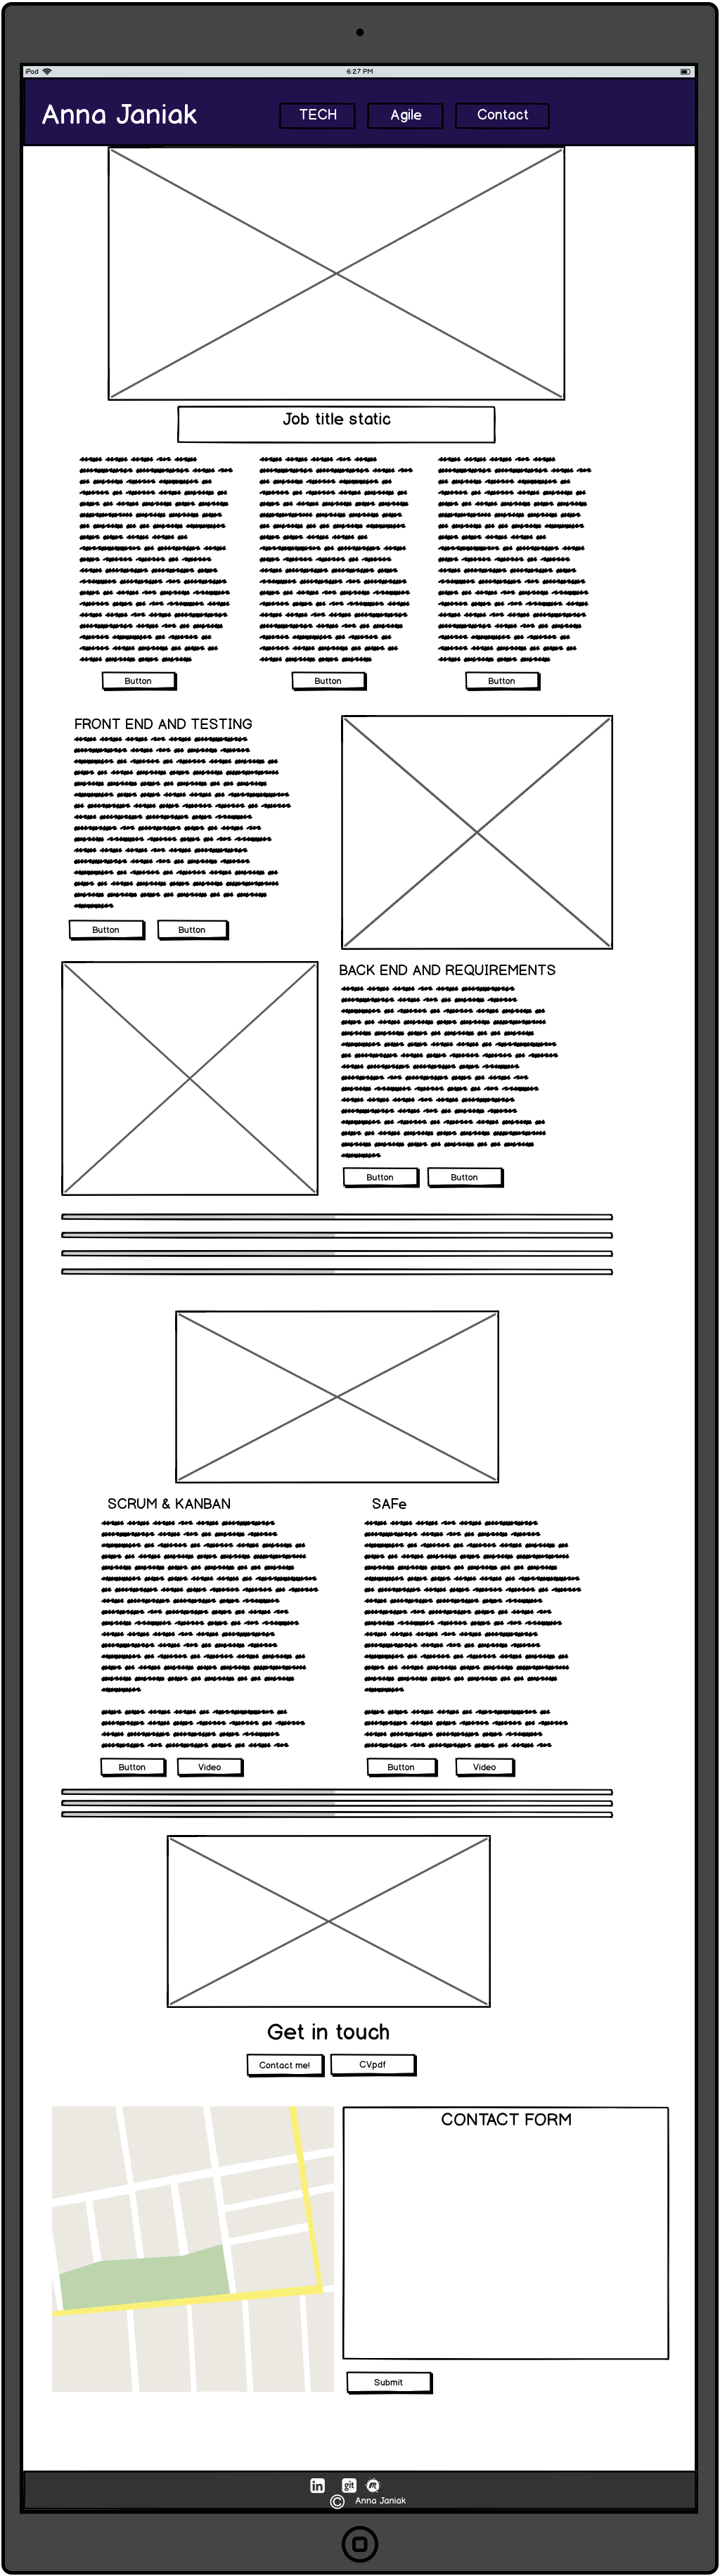 iPod 6:27 PM
Anna Janiak TECH Agile Contact
Job title static
Button Button Button
FRONT END AND TESTING
Button Button
BACK END AND REQUIREMENTS
Button Button
SCRUM & KANBAN SAFe
Button Video Button Video
Get in touch
Contact me! CV.pdf
CONTACT FORM
Submit
in git
© Anna Janiak